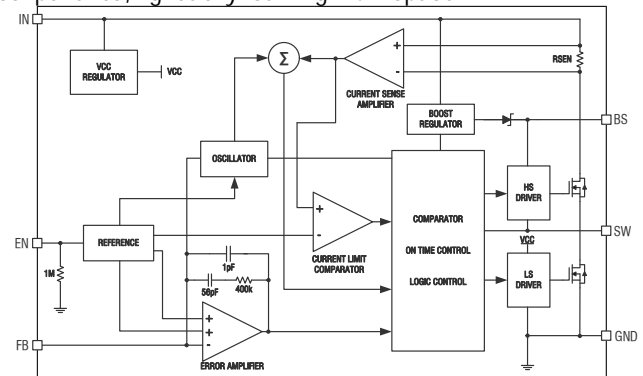 IN
VCC
REGULATOR
VCC
Σ
+
-
CURRENT SENSE
AMPLIFIER
RSEN
BOOST
REGULATOR
BS
OSCILLATOR
HS
DRIVER
COMPARATOR
ON TIME CONTROL
LOGIC CONTROL
+
-
CURRENT LIMIT
COMPARATOR
SW
EN
REFERENCE
VCC
1M
1pF
56pF
400k
LS
DRIVER
+
+
-
ERROR AMPLIFIER
FB
GND